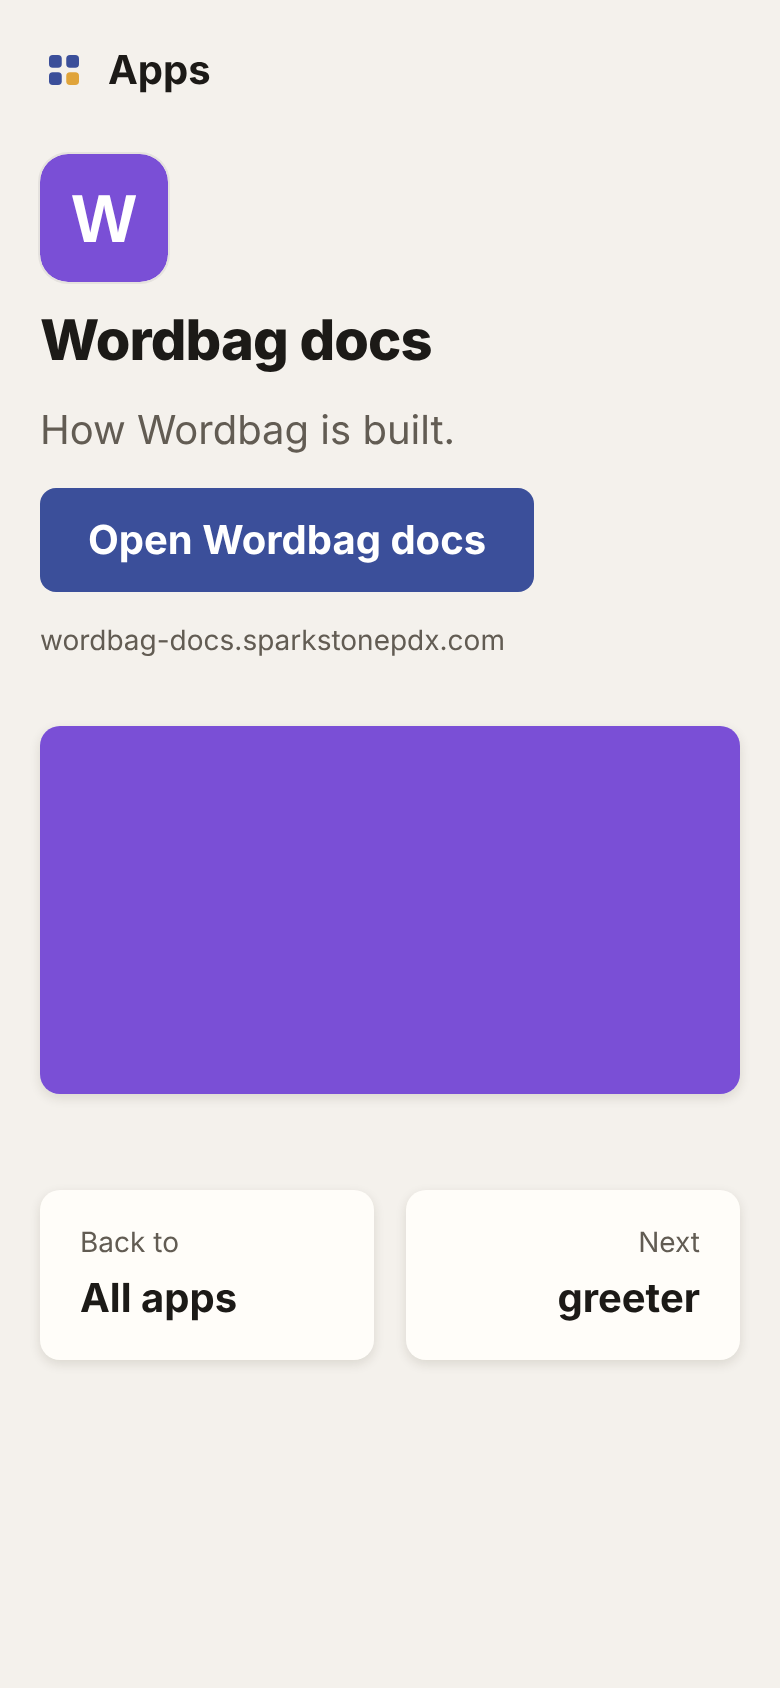 Apps
W
Wordbag docs
How Wordbag is built.
Open Wordbag docs
wordbag-docs.sparkstonepdx.com
Back to
All apps
Next
greeter